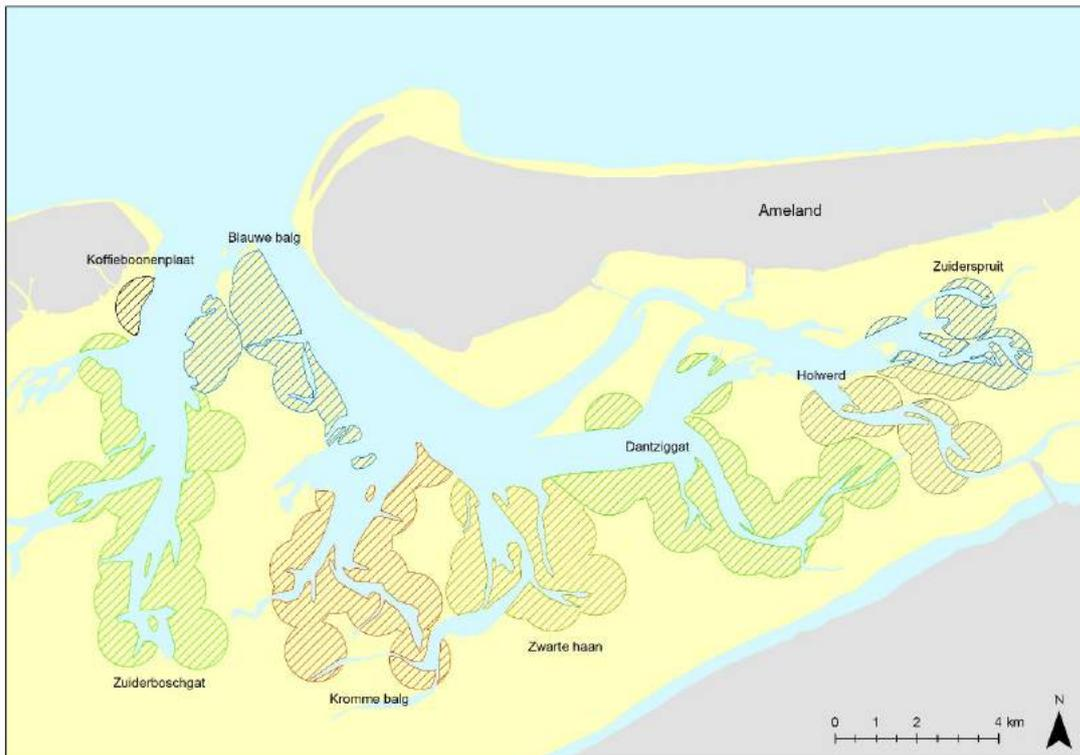 Ameland
Blauwe balg
Koffieboonenplaat
Zuiderspruit
Holwerd
Dantziggat
Zwarte haan
Zuiderboschgat
Kromme balg
N
0 1 2 4 km